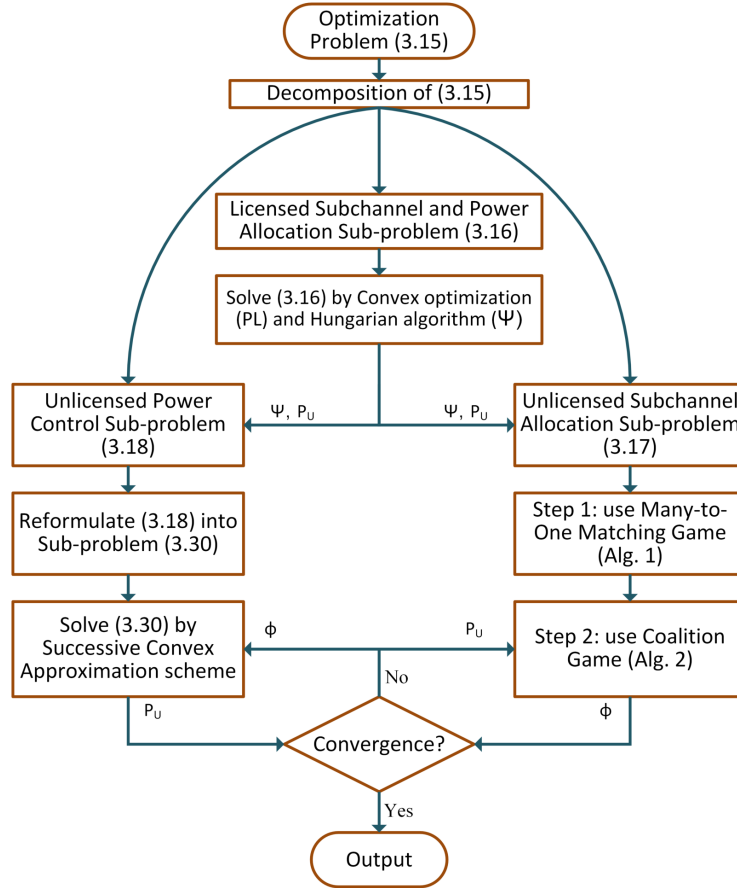 Optimization
Problem (3.15)
Decomposition of (3.15)
Licensed Subchannel and Power
Allocation Sub-problem (3.16)
Solve (3.16) by Convex optimization
(PL) and Hungarian algorithm (Ψ)
Unlicensed Power
Control Sub-problem
(3.18)
Ψ, P_U
Ψ, P_U
Unlicensed Subchannel
Allocation Sub-problem
(3.17)
Reformulate (3.18) into
Sub-problem (3.30)
Step 1: use Many-to-
One Matching Game
(Alg. 1)
Solve (3.30) by
Successive Convex
Approximation scheme
ϕ
P_U
Step 2: use Coalition
Game (Alg. 2)
No
P_U
ϕ
Convergence?
Yes
Output